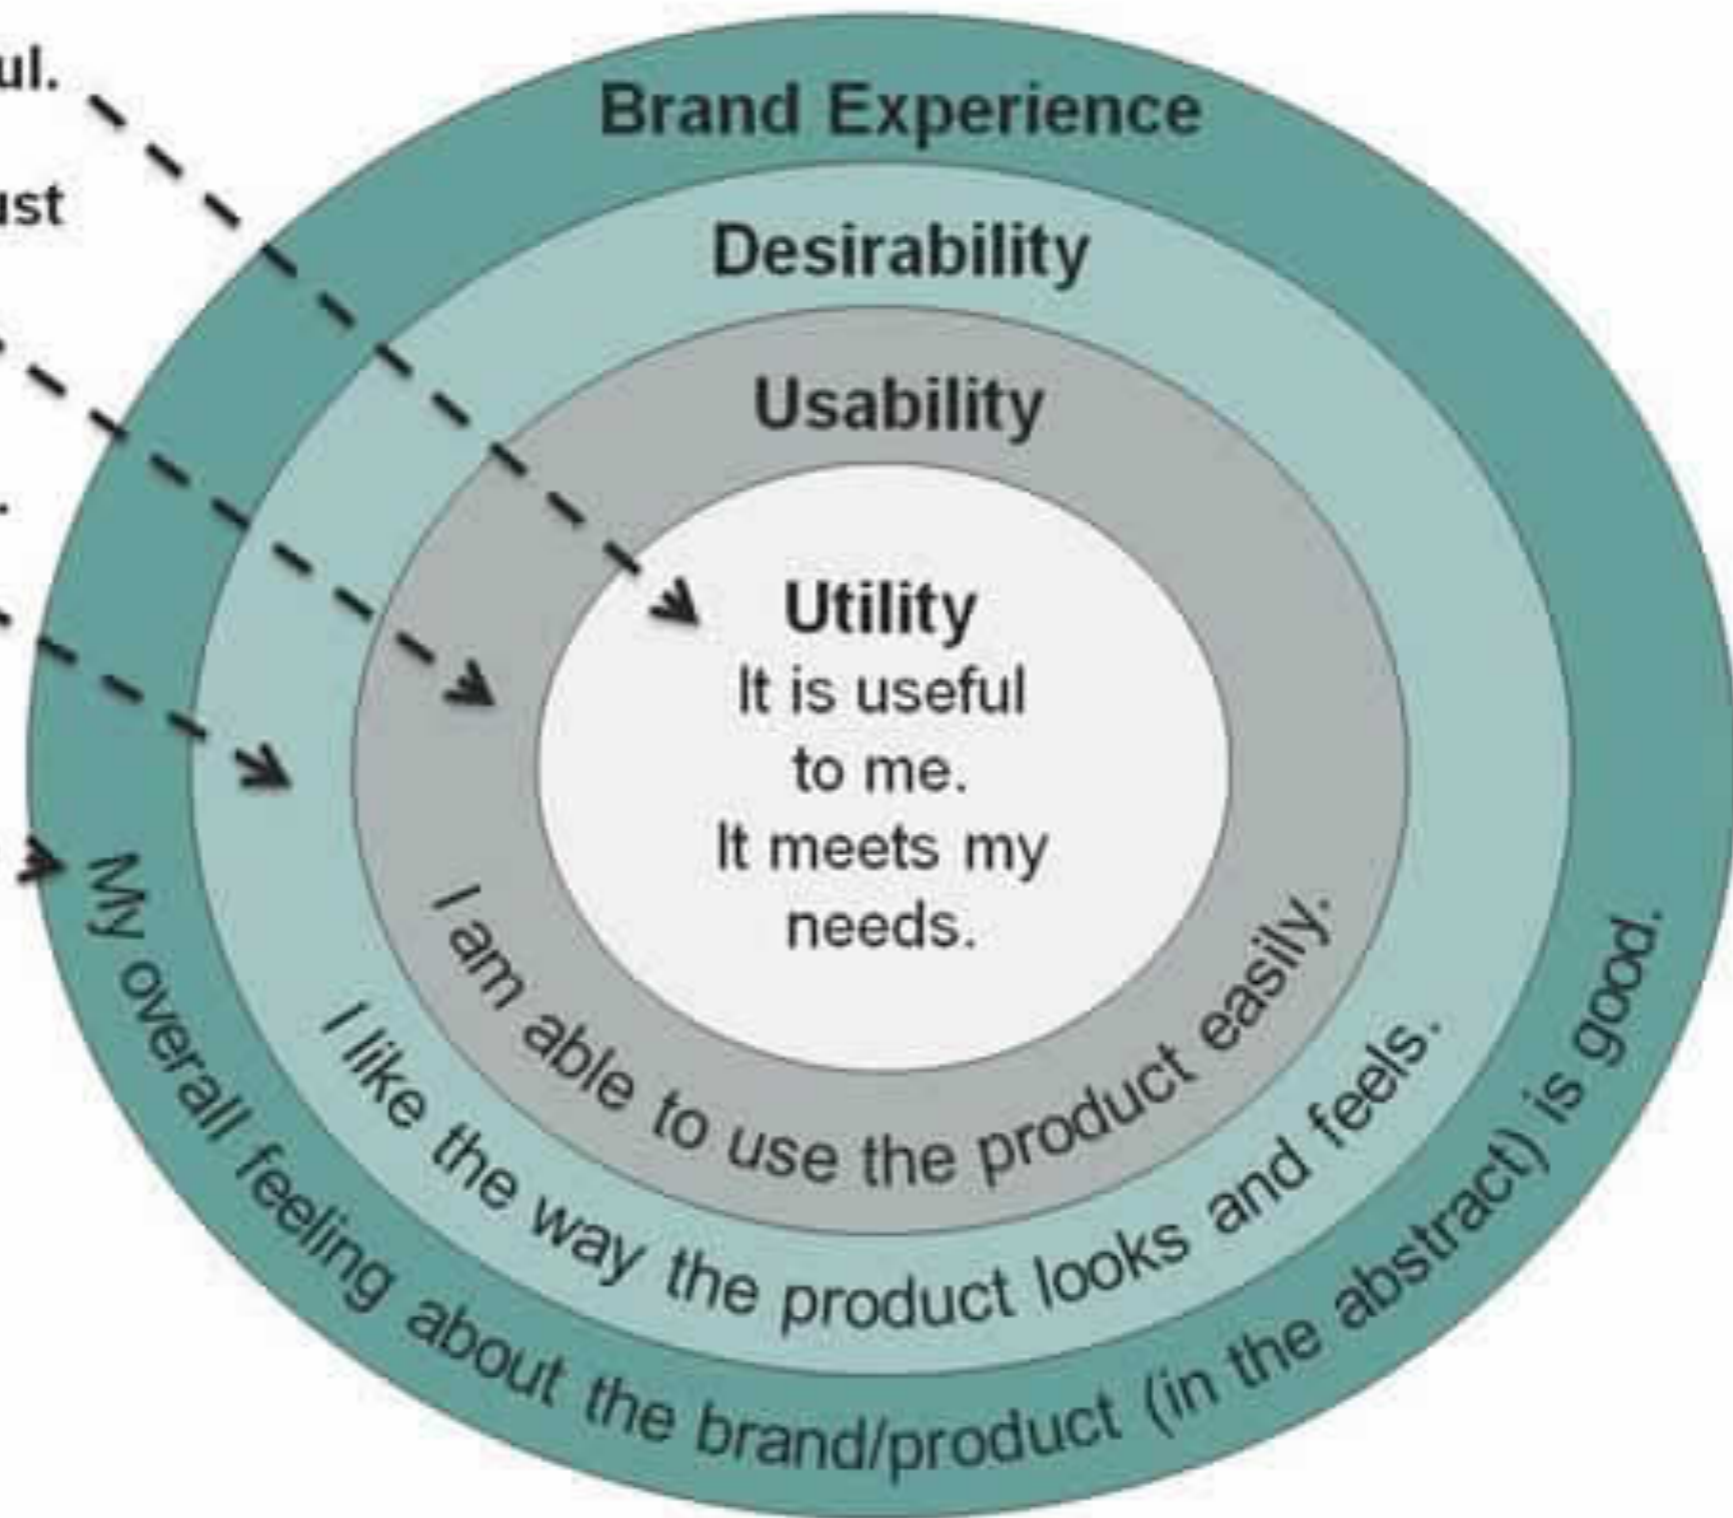 Brand Experience
Desirability
Usability
Utility
It is useful
to me.
It meets my
needs.
I am able to use the product easily.
I like the way the product looks and feels.
My overall feeling about the brand/product (in the abstract) is good.